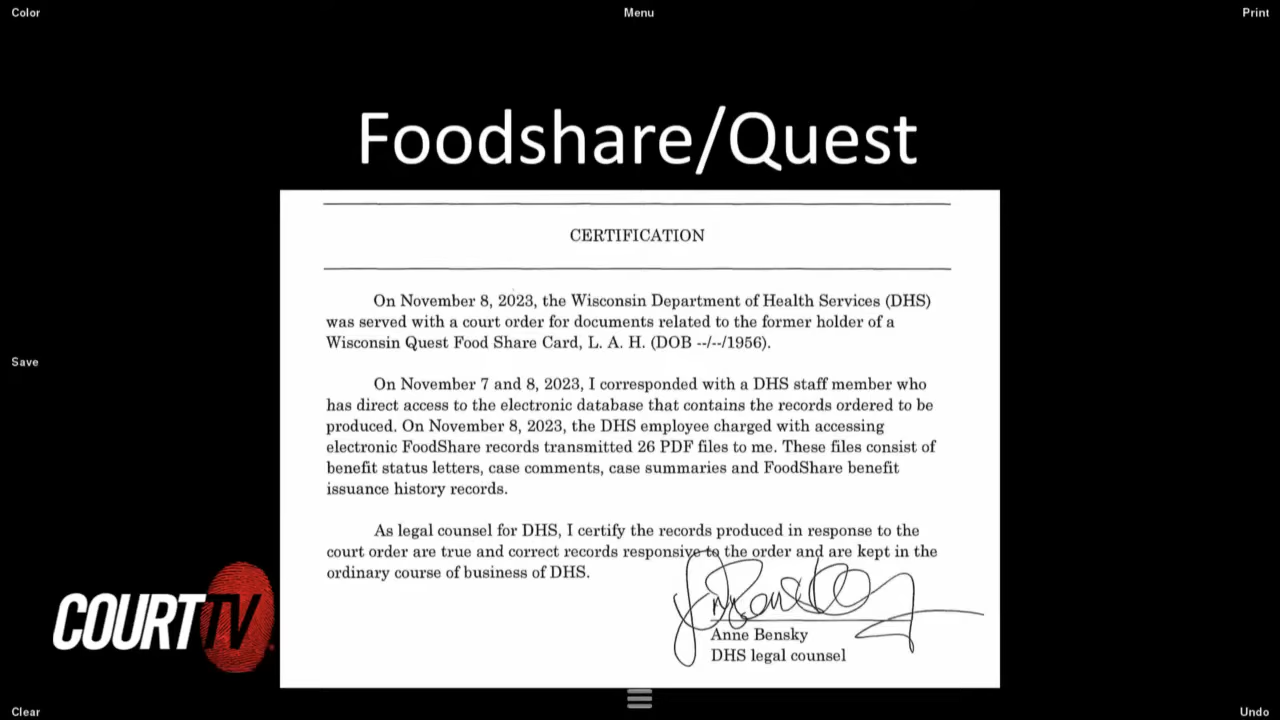 Color
Menu
Print
Foodshare/Quest
CERTIFICATION
On November 8, 2023, the Wisconsin Department of Health Services (DHS)
was served with a court order for documents related to the former holder of a
Wisconsin Quest Food Share Card, L. A. H. (DOB --/--/1956).
Save
On November 7 and 8, 2023, I corresponded with a DHS staff member who
has direct access to the electronic database that contains the records ordered to be
produced. On November 8, 2023, the DHS employee charged with accessing
electronic FoodShare records transmitted 26 PDF files to me. These files consist of
benefit status letters, case comments, case summaries and FoodShare benefit
issuance history records.
As legal counsel for DHS, I certify the records produced in response to the
court order are true and correct records responsive to the order and are kept in the
ordinary course of business of DHS.
Anne Bensky
DHS legal counsel
COURT TV
Clear
Undo